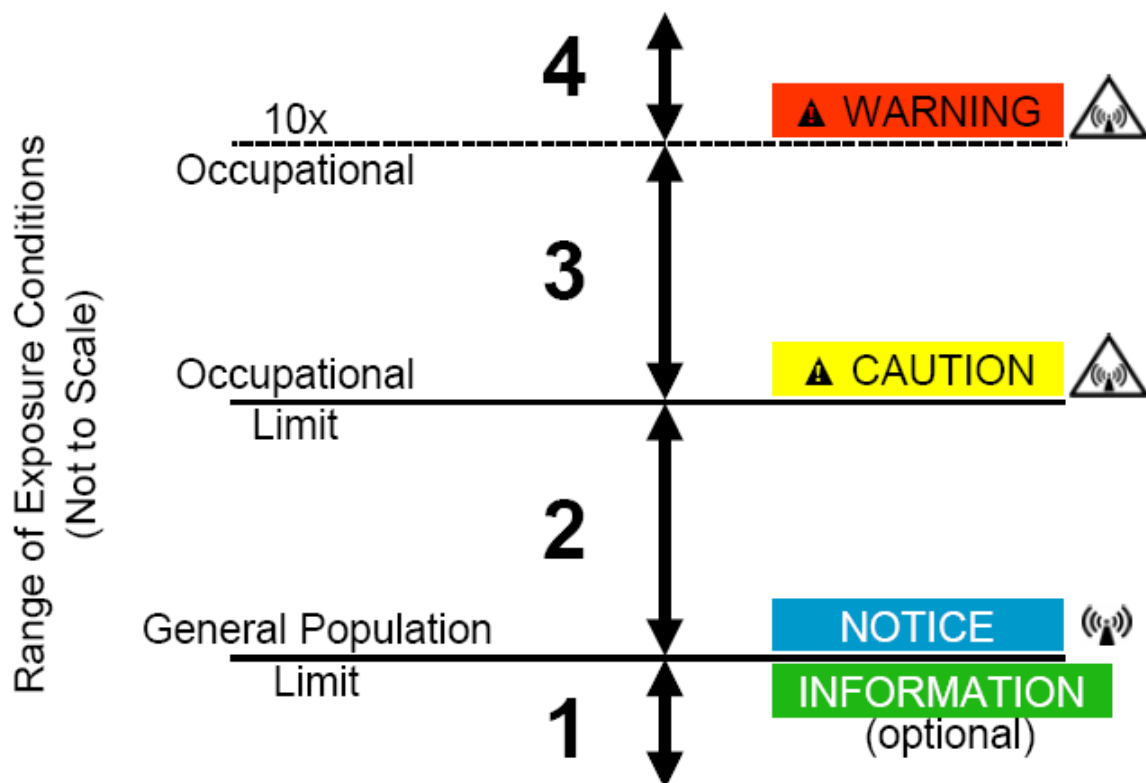 Range of Exposure Conditions
(Not to Scale)
4
WARNING
10x
Occupational
3
CAUTION
Occupational
Limit
2
NOTICE
General Population
Limit
INFORMATION
(optional)
1